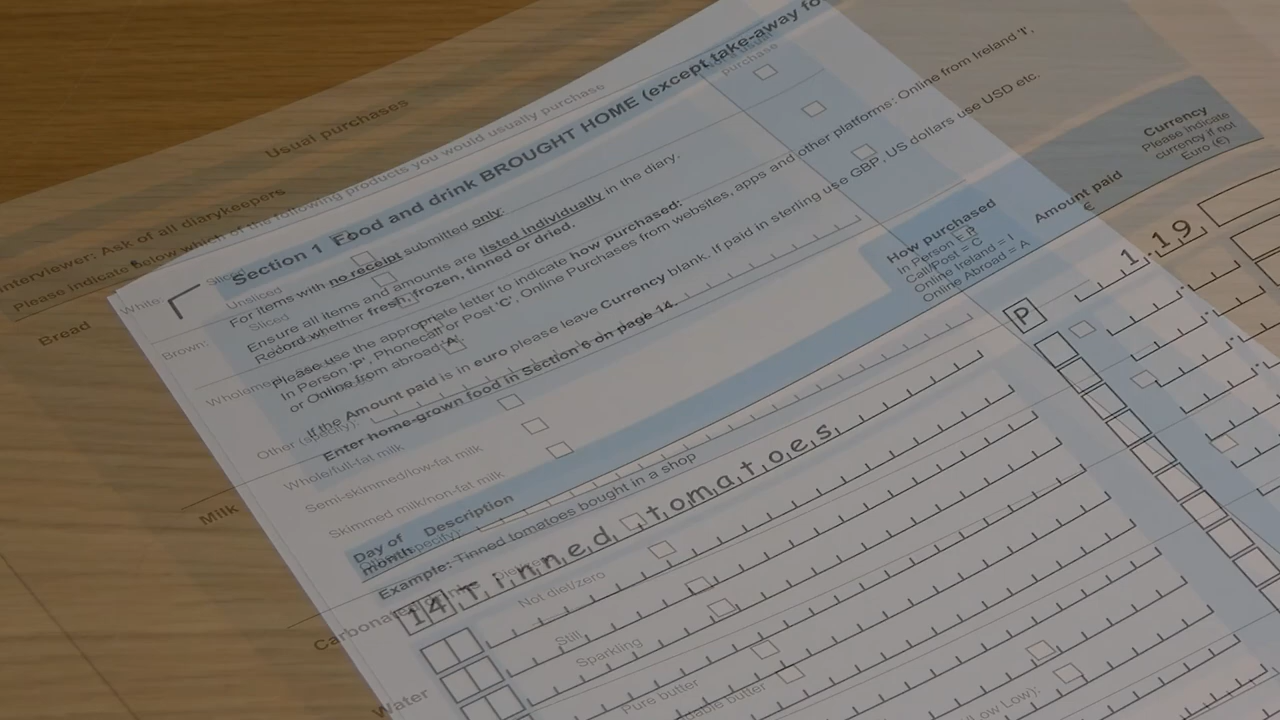 Usual purchases
Interviewer: Ask of all diarykeepers
Please indicate below which of the following products you would usually purchase
purchase
Bread
White:
Sliced
Unsliced
Brown:
Sliced
Other (specify):
Milk
Whole/full-fat milk
Semi-skimmed/low-fat milk
Skimmed milk/non-fat milk
Not diet/zero
Water
Still
Sparkling
Pure butter
Section 1 Food and drink BROUGHT HOME (except take-away
For items with no receipt submitted only:
Ensure all items and amounts are listed individually in the diary.
Record whether fresh, frozen, tinned or dried.
Please use the appropriate letter to indicate how purchased:
In Person 'P', Phonecall or Post 'C', Online Purchases from websites, apps and other platforms: Online from Ireland 'I',
or Online from abroad 'A'.
If the Amount paid is in euro please leave Currency blank. If paid in sterling use GBP. US dollars use USD etc.
Enter home-grown food in Section 6 on page 14.
Day of month
Description
How purchased
In Person = P
Call/Post = C
Online Ireland = I
Online Abroad = A
Amount paid
€
Currency
Please indicate
currency if not
Euro (€)
Example: Tinned tomatoes bought in a shop
14 Tinned tomatoes P 1.19